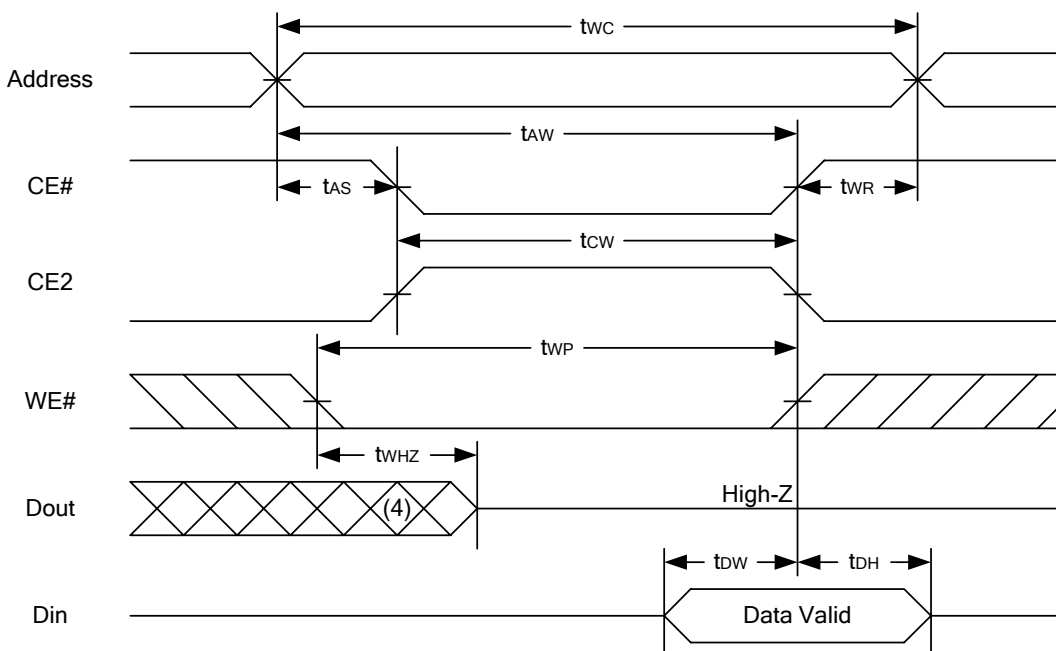 tWC
Address
tAW
CE#
tAS
tWR
tCW
CE2
tWP
WE#
tWHZ
Dout
(4)
High-Z
tDW
tDH
Din
Data Valid